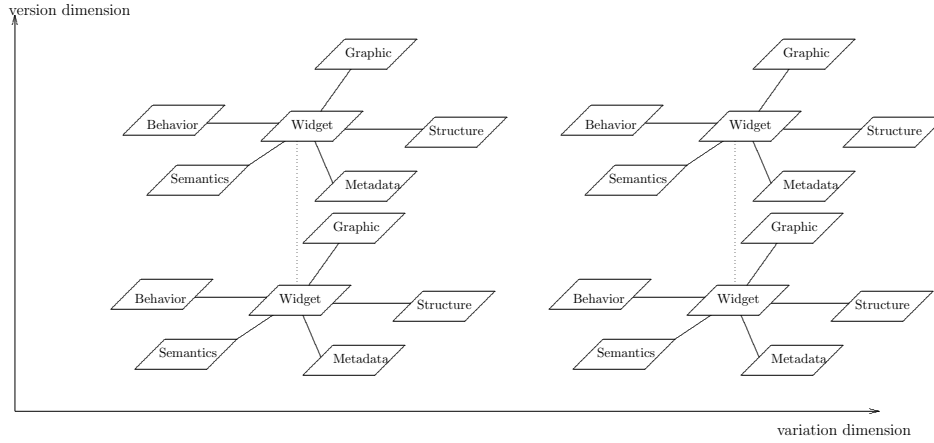 version dimension
Graphic
Graphic
Behavior
Widget
Structure
Behavior
Widget
Structure
Semantics
Metadata
Semantics
Metadata
Graphic
Graphic
Behavior
Widget
Structure
Behavior
Widget
Structure
Semantics
Metadata
Semantics
Metadata
variation dimension